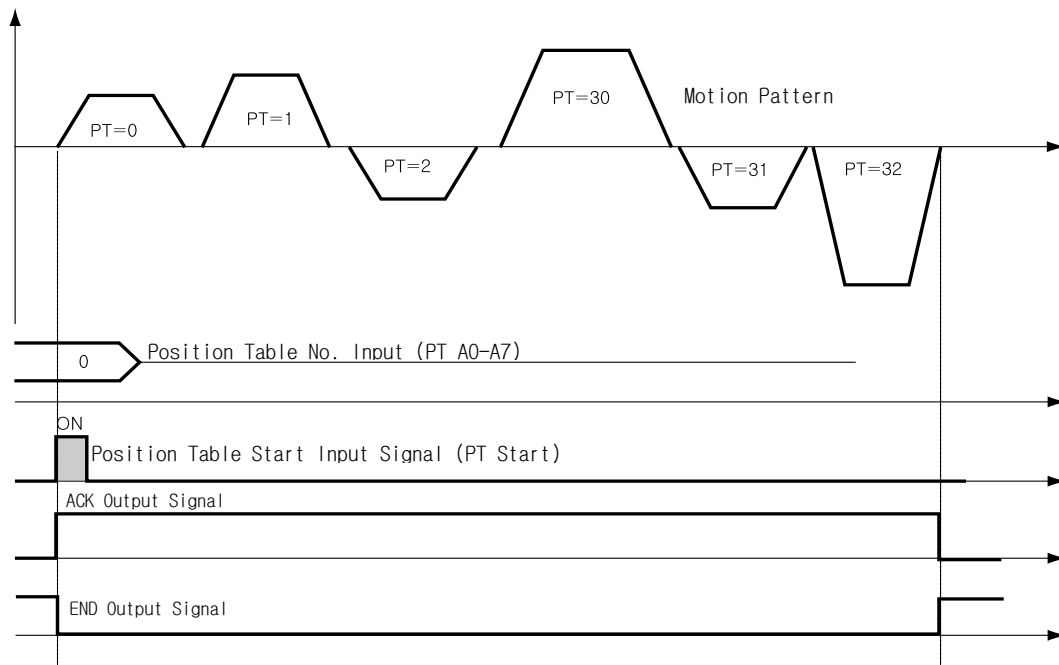 PT=0
PT=1
PT=2
PT=30
PT=31
PT=32
Motion Pattern
0
Position Table No. Input (PT A0-A7)
ON
Position Table Start Input Signal (PT Start)
ACK Output Signal
END Output Signal